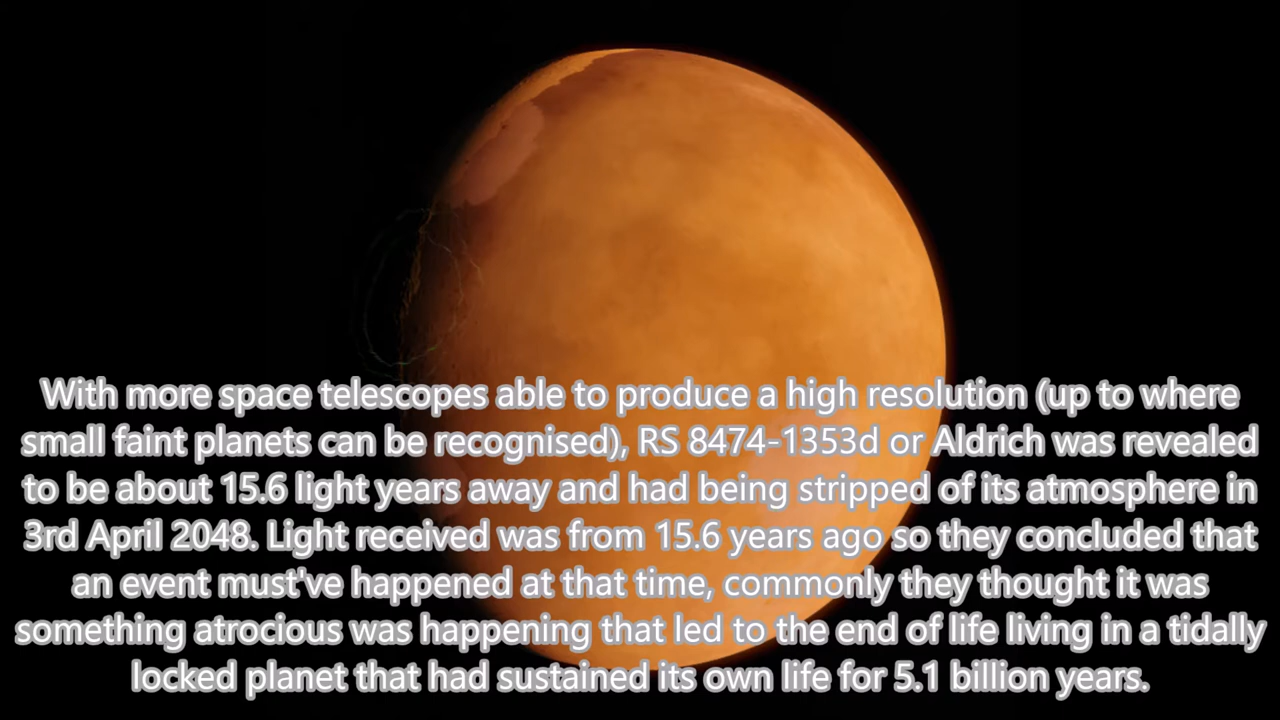 With more space telescopes able to produce a high resolution (up to where
small faint planets can be recognised), RS 8474-1353d or Aldrich was revealed
to be about 15.6 light years away and had being stripped of its atmosphere in
3rd April 2048. Light received was from 15.6 years ago so they concluded that
an event must've happened at that time, commonly they thought it was
something atrocious was happening that led to the end of life living in a tidally
locked planet that had sustained its own life for 5.1 billion years.